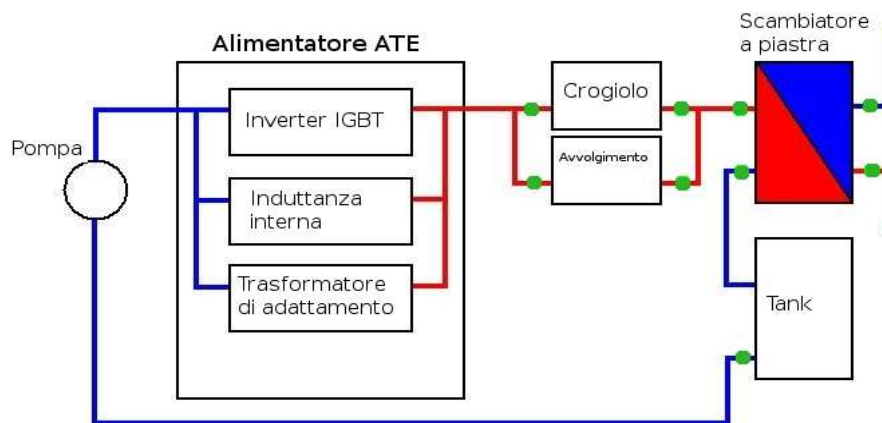 Alimentatore ATE
Scambiatore
a piastra
Inverter IGBT
Crogiolo
Pompa
Avvolgimento
Induttanza
interna
Trasformatore
di adattamento
Tank